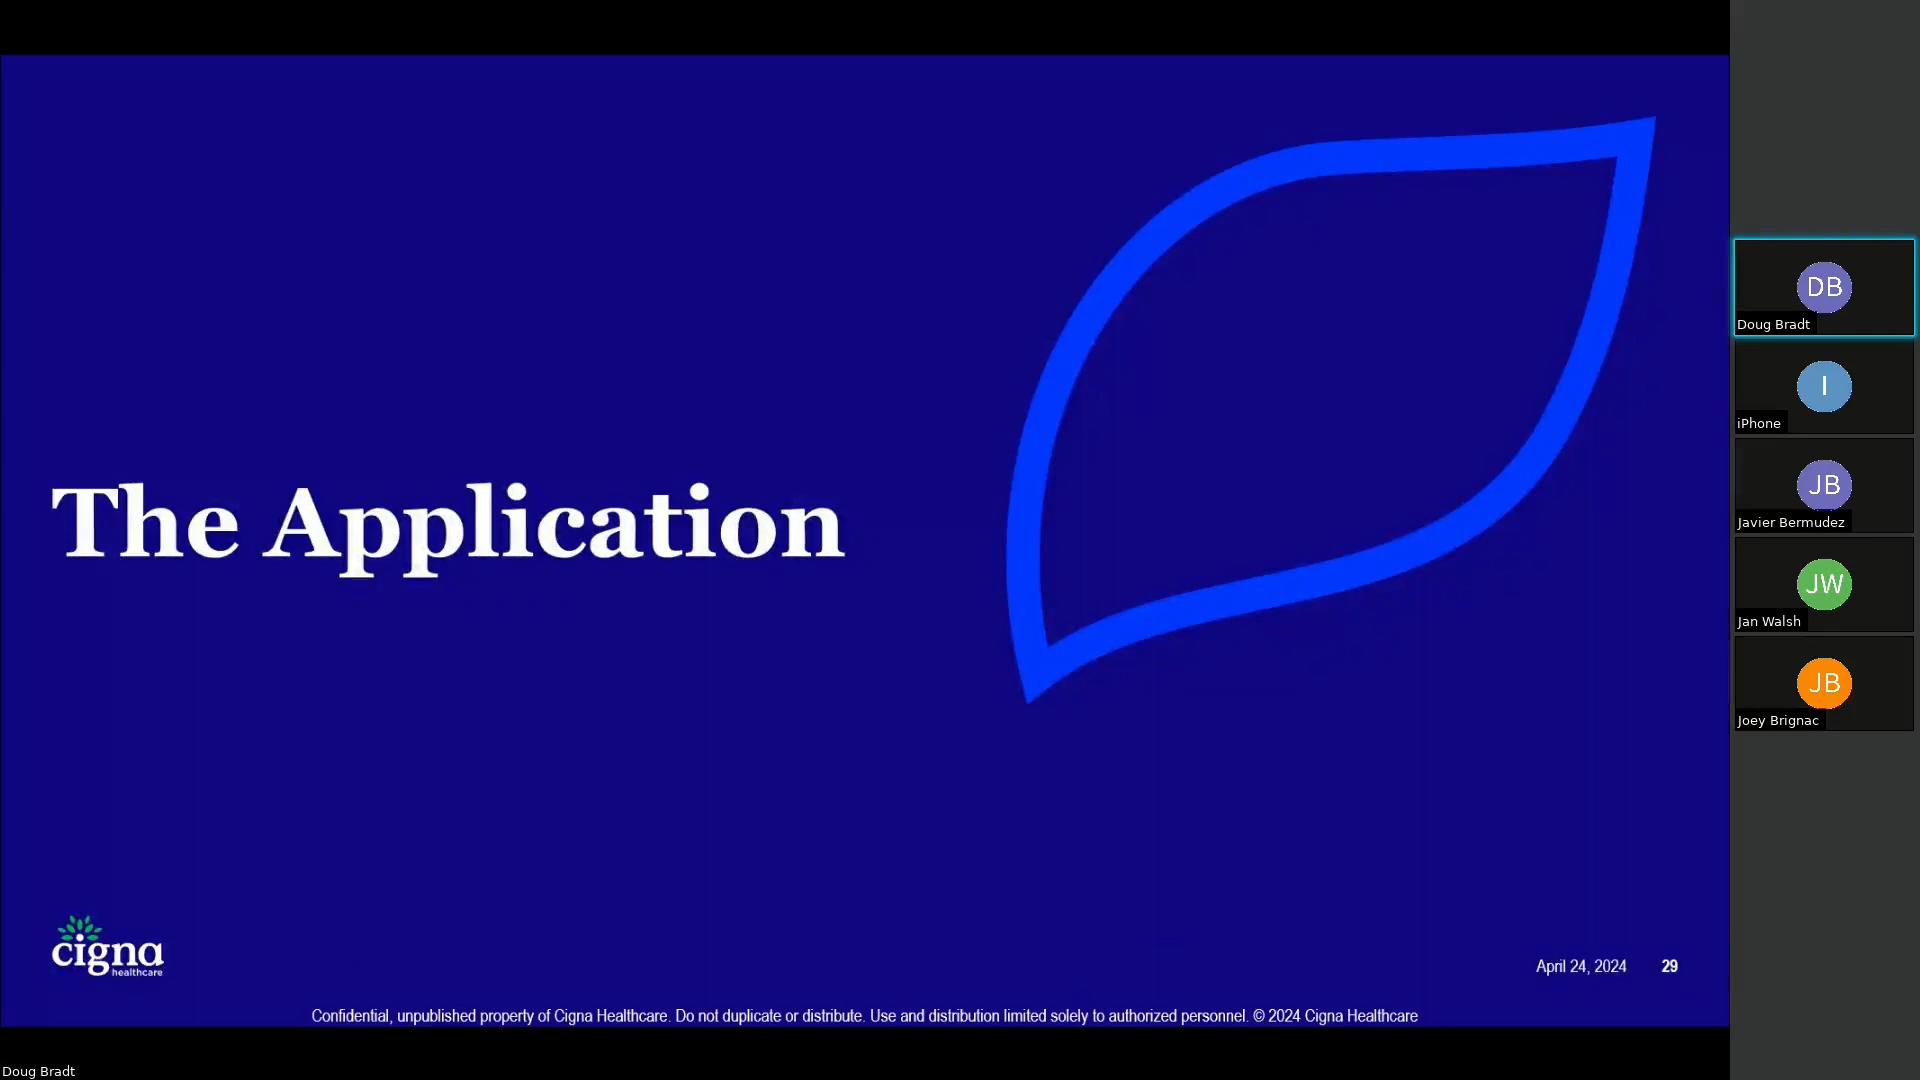 The Application
cigna
healthcare
April 24, 2024 29
Confidential, unpublished property of Cigna Healthcare. Do not duplicate or distribute. Use and distribution limited solely to authorized personnel. © 2024 Cigna Healthcare
Doug Bradt
DB
Doug Bradt
I
iPhone
JB
Javier Bermudez
JW
Jan Walsh
JB
Joey Brignac